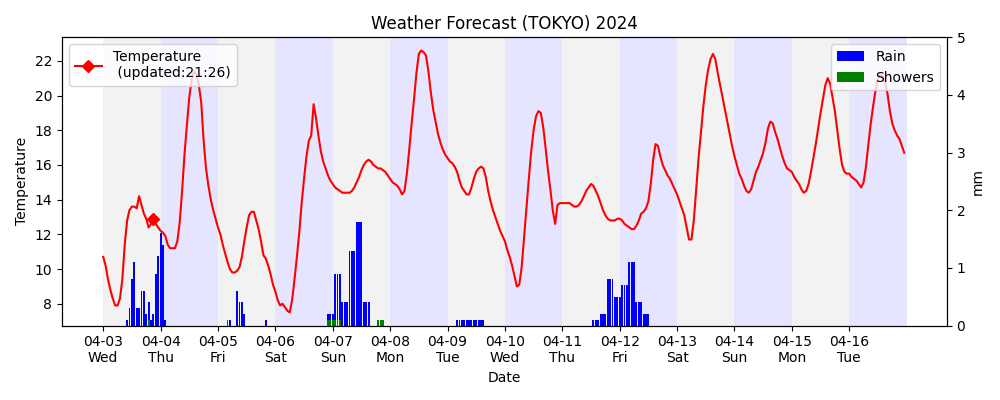 Weather Forecast (TOKYO) 2024
Temperature
(updated:21:26)
Rain
Showers
Temperature
22
20
18
16
14
12
10
8
5
4
3
2
1
0
mm
04-03 04-04 04-05 04-06 04-07 04-08 04-09 04-10 04-11 04-12 04-13 04-14 04-15 04-16
Wed Thu Fri Sat Sun Mon Tue Wed Thu Fri Sat Sun Mon Tue
Date